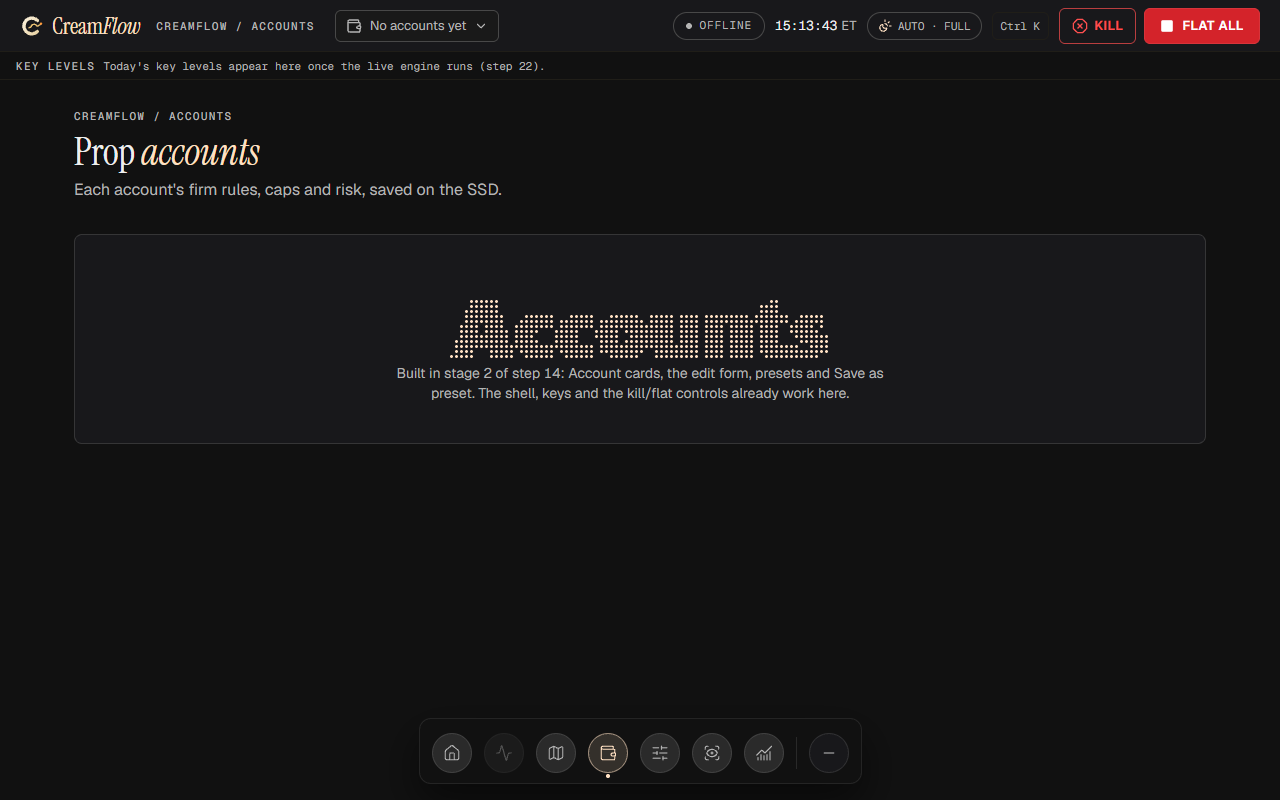 CreamFlow CREAMFLOW / ACCOUNTS No accounts yet OFFLINE 15:13:43 ET AUTO · FULL Ctrl K KILL FLAT ALL
KEY LEVELS Today's key levels appear here once the live engine runs (step 22).
CREAMFLOW / ACCOUNTS
Prop accounts
Each account's firm rules, caps and risk, saved on the SSD.
Accounts
Built in stage 2 of step 14: Account cards, the edit form, presets and Save as
preset. The shell, keys and the kill/flat controls already work here.